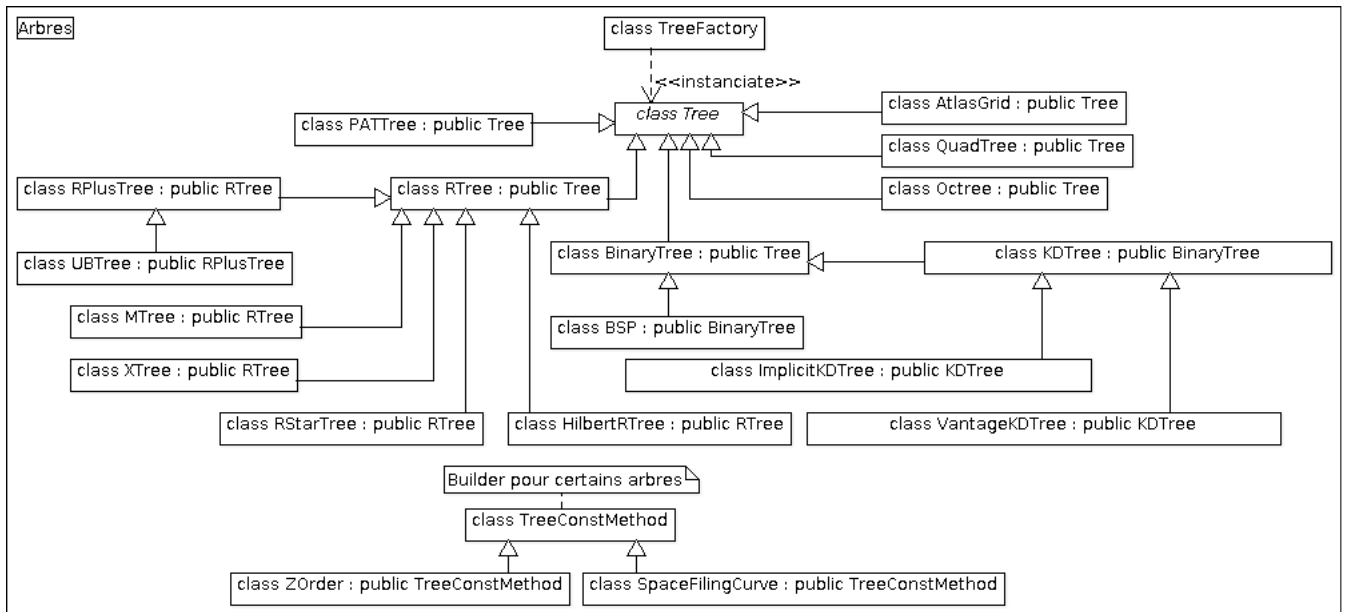 Arbres
class TreeFactory
<<instanciate>>
class Tree
class AtlasGrid : public Tree
class PATTree : public Tree
class QuadTree : public Tree
class RPlusTree : public RTree
class RTree : public Tree
class Octree : public Tree
class UBTree : public RPlusTree
class BinaryTree : public Tree
class KDTree : public BinaryTree
class MTree : public RTree
class BSP : public BinaryTree
class XTree : public RTree
class ImplicitKDTree : public KDTree
class RStarTree : public RTree
class HilbertRTree : public RTree
class VantageKDTree : public KDTree
Builder pour certains arbres
class TreeConstMethod
class ZOrder : public TreeConstMethod
class SpaceFilingCurve : public TreeConstMethod